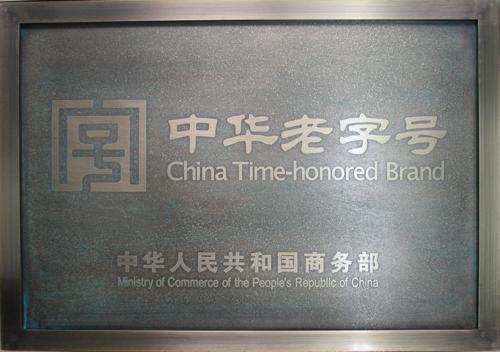 中华老字号
China Time-honored Brand
中华人民共和国商务部
Ministry of Commerce of the People's Republic of China